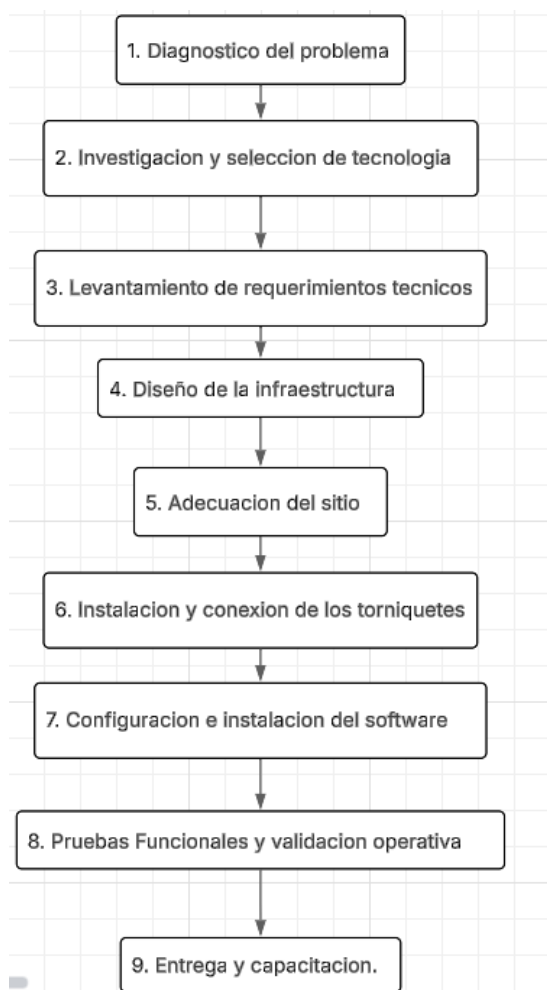 1. Diagnostico del problema
2. Investigacion y seleccion de tecnologia
3. Levantamiento de requerimientos tecnicos
4. Diseño de la infraestructura
5. Adecuacion del sitio
6. Instalacion y conexion de los torniquetes
7. Configuracion e instalacion del software
8. Pruebas Funcionales y validacion operativa
9. Entrega y capacitacion.